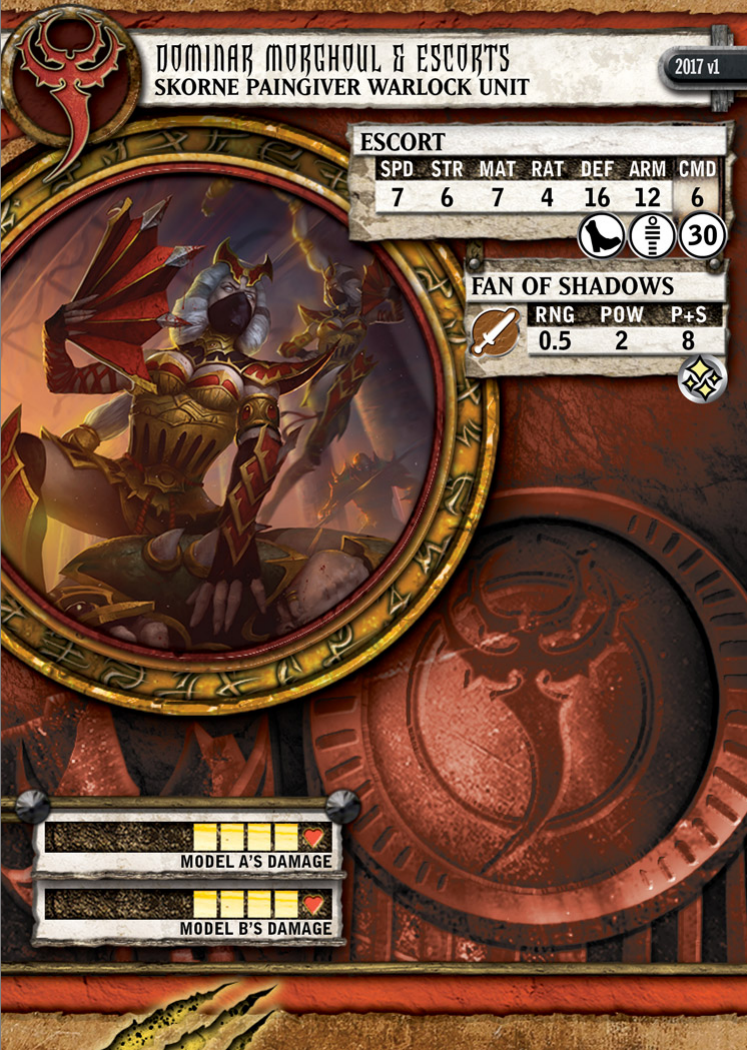 DOMINAR MORGHOUL & ESCORTS
SKORNE PAINGIVER WARLOCK UNIT
2017 v1
ESCORT
SPD STR MAT RAT DEF ARM CMD
7 6 7 4 16 12 6
30
FAN OF SHADOWS
RNG POW P+S
0.5 2 8
MODEL A'S DAMAGE
MODEL B'S DAMAGE